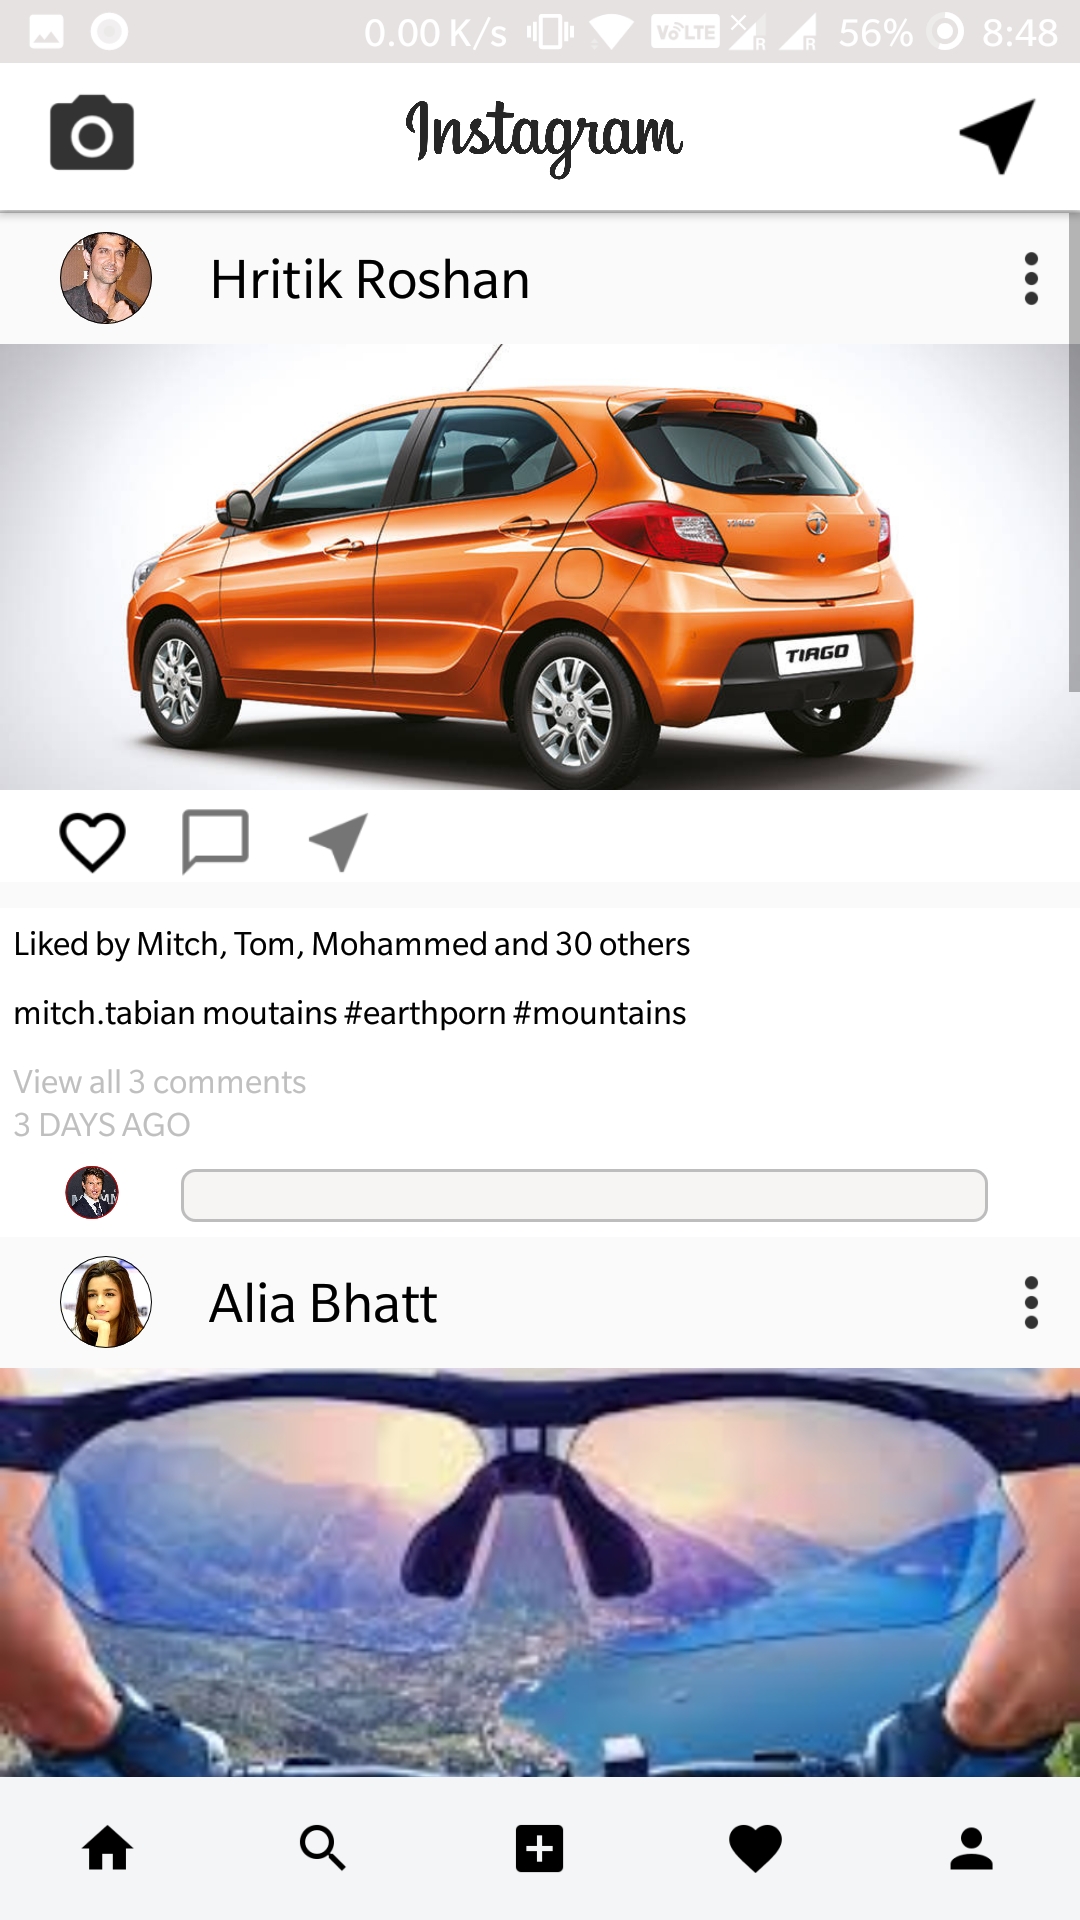 0.00 K/s VoLTE R R 56% 8:48
Instagram
Hritik Roshan
TIAGO
TIAGO
Liked by Mitch, Tom, Mohammed and 30 others
mitch.tabian moutains #earthporn #mountains
View all 3 comments
3 DAYS AGO
Alia Bhatt